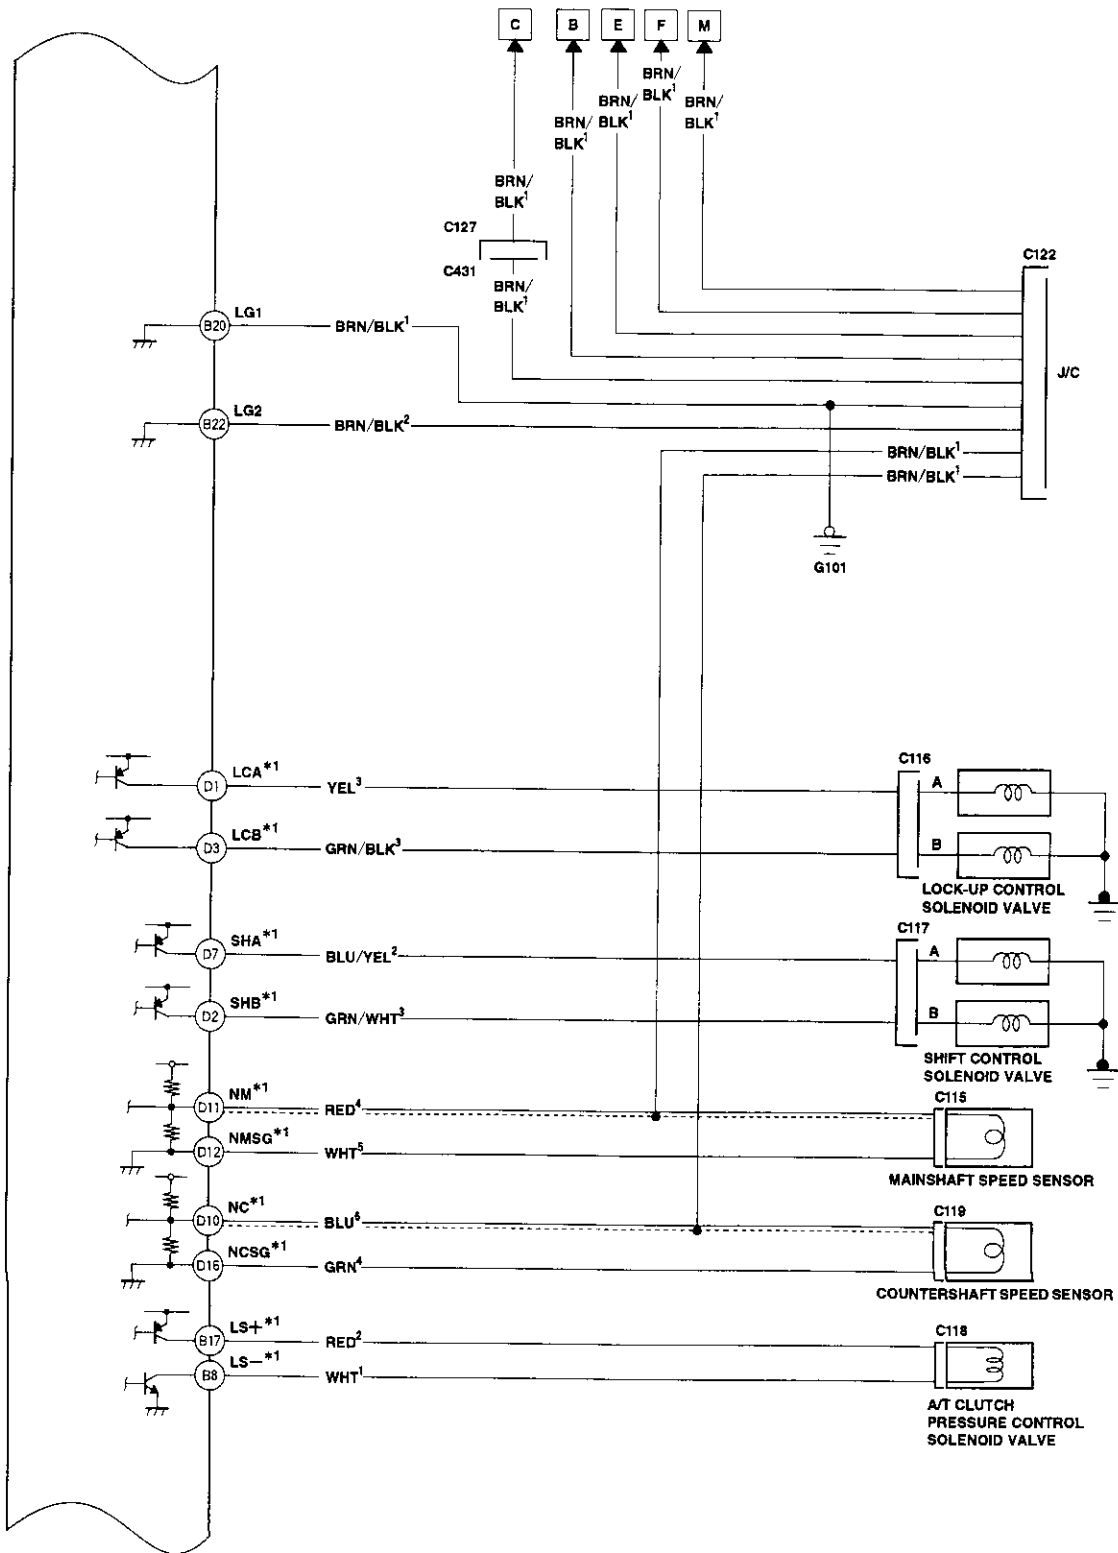 C B E F M
BRN/
BLK1
BRN/
BLK1
BRN/
BLK1
BRN/
BLK1
BRN/
BLK1
C127
C431
BRN/
BLK1
C122
J/C
B20 LG1 BRN/BLK1
B22 LG2 BRN/BLK2
BRN/BLK1
BRN/BLK1
G101
D1 LCA*1 YEL3 C116 A
D3 LCB*1 GRN/BLK3 B
LOCK-UP CONTROL
SOLENOID VALVE
D7 SHA*1 BLU/YEL2 C117 A
D2 SHB*1 GRN/WHT3 B
SHIFT CONTROL
SOLENOID VALVE
D11 NM*1 RED4 C115
D12 NMSG*1 WHT5
MAINSHAFT SPEED SENSOR
D10 NC*1 BLU6 C119
D16 NCSG*1 GRN4
COUNTERSHAFT SPEED SENSOR
B17 LS+*1 RED2 C118
B8 LS−*1 WHT1
A/T CLUTCH
PRESSURE CONTROL
SOLENOID VALVE